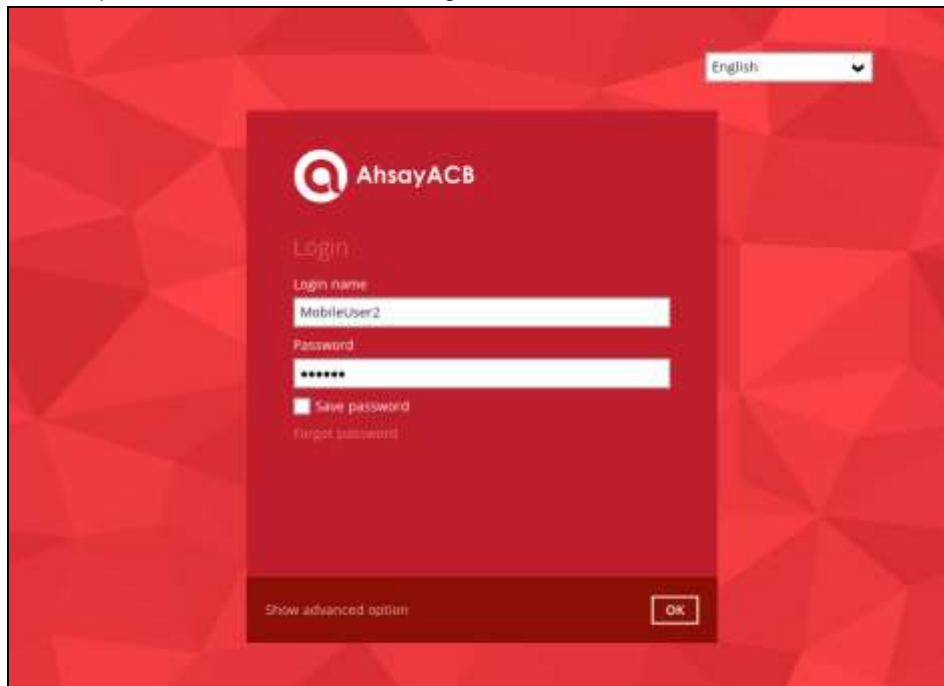 English
AhsayACB
Login
Login name
MobileUser2
Password
••••••
Save password
Forgot password
Show advanced option
OK